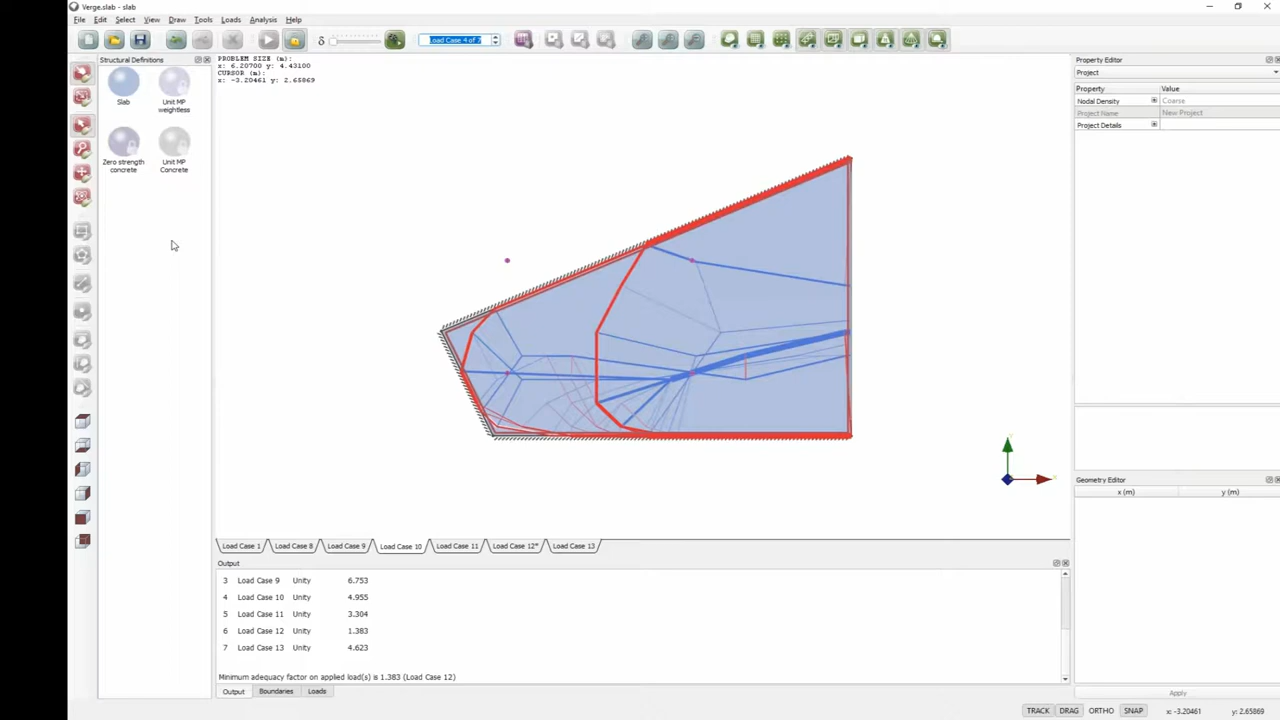 Verge.slab - slab
File Edit Select View Draw Tools Loads Analysis Help
δ
Load Case 4 of 7
Structural Definitions
Slab
Unit MP
weightless
Zero strength
concrete
Unit MP
Concrete
PROBLEM SIZE (m):
x: 6.20700 y: 4.43100
CURSOR (m):
x: -3.20461 y: 2.65869
Load Case 1 Load Case 8 Load Case 9 Load Case 10 Load Case 11 Load Case 12* Load Case 13
Output
3 Load Case 9 Unity 6.753
4 Load Case 10 Unity 4.955
5 Load Case 11 Unity 3.304
6 Load Case 12 Unity 1.383
7 Load Case 13 Unity 4.623
Minimum adequacy factor on applied load(s) is 1.383 (Load Case 12)
Output Boundaries Loads
Property Editor
Project
Property Value
Nodal Density Coarse
Project Name New Project
Project Details
Geometry Editor
x (m) y (m)
Apply
TRACK DRAG ORTHO SNAP x: -3.20461 y: 2.65869